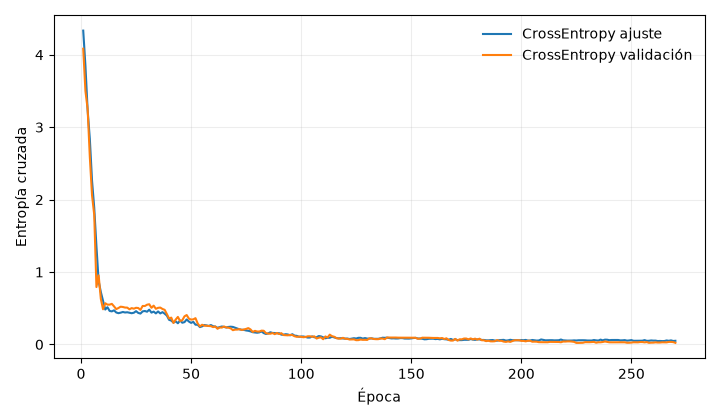 CrossEntropy ajuste
CrossEntropy validación
Entropía cruzada
4
3
2
1
0
0
50
100
150
200
250
Época